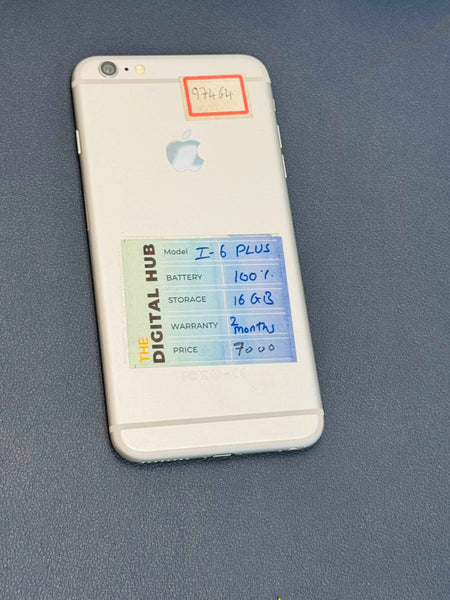 97464
THE
DIGITAL HUB
Model I-6 PLUS
BATTERY 100%
STORAGE 16 GB
WARRANTY 2 months
PRICE 7000